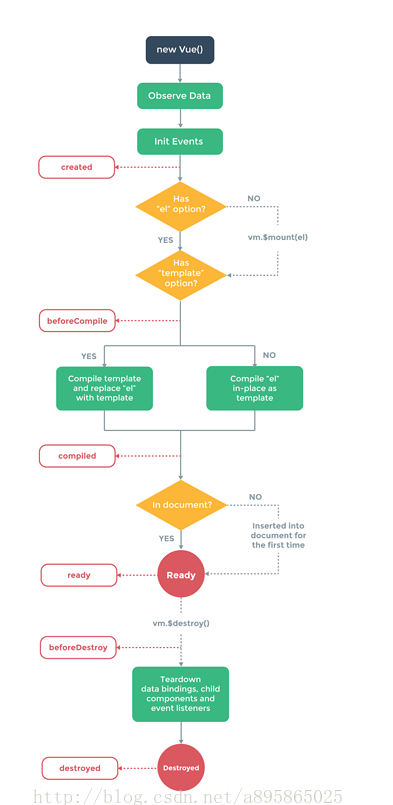 new Vue()
Observe Data
Init Events
created
Has
"el" option?
NO
vm.$mount(el)
YES
Has
"template"
option?
beforeCompile
YES
NO
Compile template
and replace "el"
with template
Compile "el"
in-place as
template
compiled
In document?
NO
Inserted into
document for
the first time
YES
ready
Ready
vm.$destroy()
beforeDestroy
Teardown
data bindings, child
components and
event listeners
destroyed
Destroyed
http://blog.csdn.net/a895865025